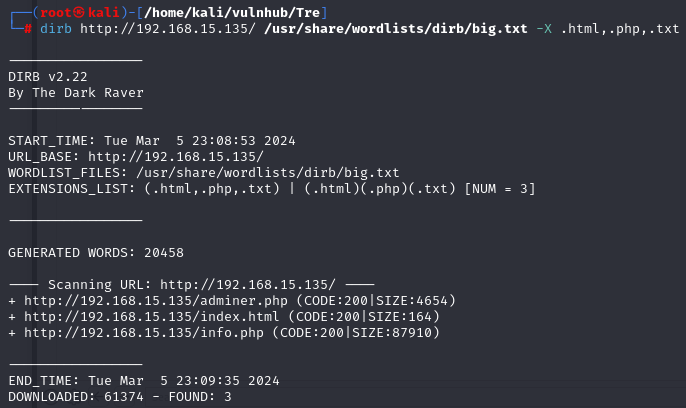 ┌──(root㉿kali)-[/home/kali/vulnhub/Tre]
└─# dirb http://192.168.15.135/ /usr/share/wordlists/dirb/big.txt -X .html,.php,.txt
-----------------
DIRB v2.22
By The Dark Raver
-----------------
START_TIME: Tue Mar  5 23:08:53 2024
URL_BASE: http://192.168.15.135/
WORDLIST_FILES: /usr/share/wordlists/dirb/big.txt
EXTENSIONS_LIST: (.html,.php,.txt) | (.html)(.php)(.txt) [NUM = 3]
-----------------
GENERATED WORDS: 20458
---- Scanning URL: http://192.168.15.135/ ----
+ http://192.168.15.135/adminer.php (CODE:200|SIZE:4654)
+ http://192.168.15.135/index.html (CODE:200|SIZE:164)
+ http://192.168.15.135/info.php (CODE:200|SIZE:87910)
-----------------
END_TIME: Tue Mar  5 23:09:35 2024
DOWNLOADED: 61374 - FOUND: 3